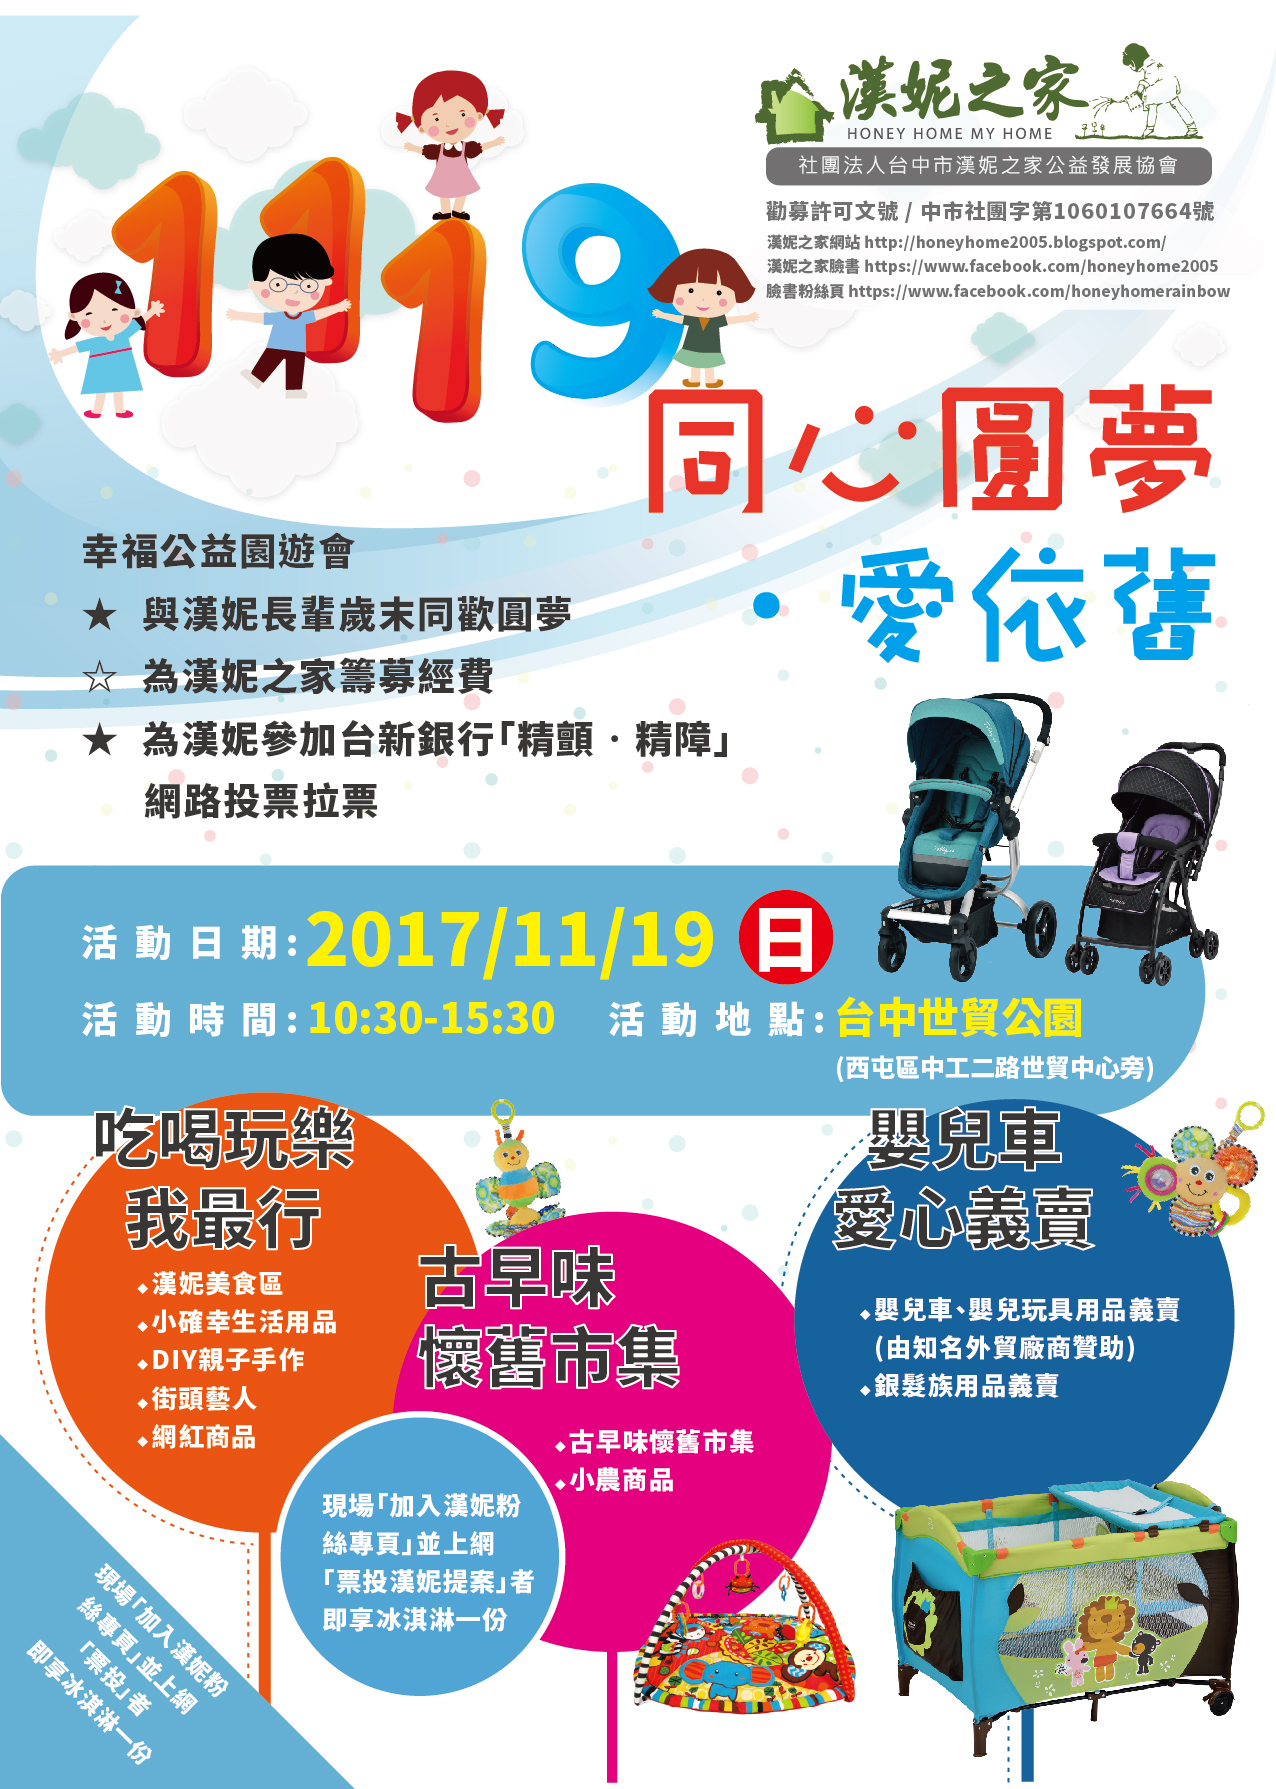 1119
漢妮之家
HONEY HOME MY HOME
社團法人台中市漢妮之家公益發展協會
勸募許可文號 / 中市社團字第1060107664號
漢妮之家網站 http://honeyhome2005.blogspot.com/
漢妮之家臉書 https://www.facebook.com/honeyhome2005
臉書粉絲頁 https://www.facebook.com/honeyhomerainbow
同心圓夢
・愛依舊
幸福公益園遊會
★ 與漢妮長輩歲末同歡圓夢
☆ 為漢妮之家籌募經費
★ 為漢妮參加台新銀行「精顫・精障」
網路投票拉票
活動日期:2017/11/19 日
活動時間:10:30-15:30 活動地點:台中世貿公園
(西屯區中工二路世貿中心旁)
吃喝玩樂
我最行
◆漢妮美食區
◆小確幸生活用品
◆DIY親子手作
◆街頭藝人
◆網紅商品
古早味
懷舊市集
◆古早味懷舊市集
◆小農商品
嬰兒車
愛心義賣
◆嬰兒車、嬰兒玩具用品義賣
(由知名外貿廠商贊助)
◆銀髮族用品義賣
現場「加入漢妮粉
絲專頁」並上網
「票投漢妮提案」者
即享冰淇淋一份
現場「加入漢妮粉
絲專頁」並上網
「票投」者
即享冰淇淋一份